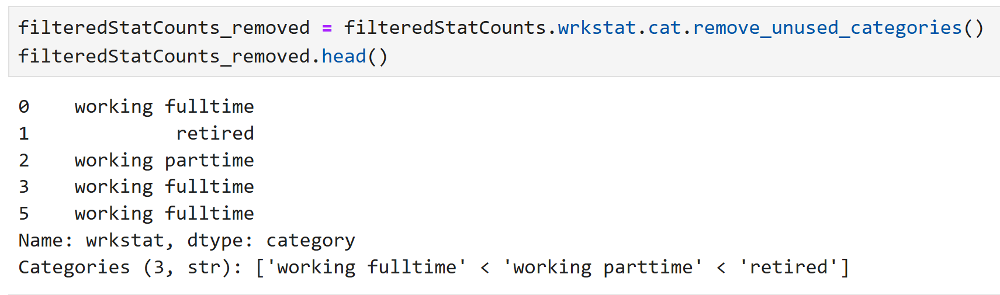 filteredStatCounts_removed = filteredStatCounts.wrkstat.cat.remove_unused_categories()
filteredStatCounts_removed.head()
0    working fulltime
1             retired
2    working parttime
3    working fulltime
5    working fulltime
Name: wrkstat, dtype: category
Categories (3, str): ['working fulltime' < 'working parttime' < 'retired']